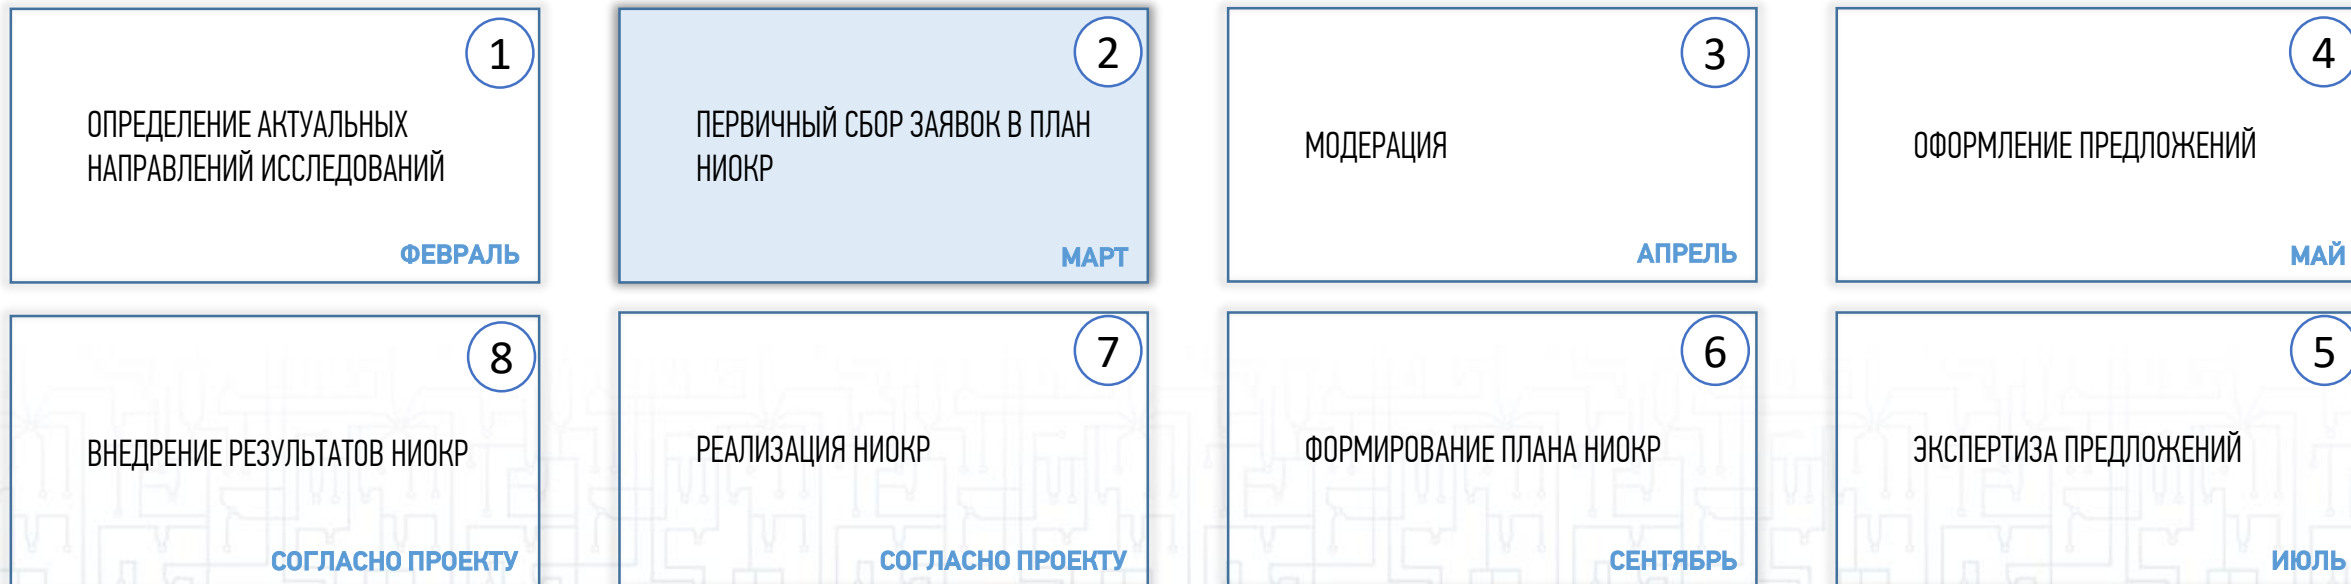 1
ОПРЕДЕЛЕНИЕ АКТУАЛЬНЫХ
НАПРАВЛЕНИЙ ИССЛЕДОВАНИЙ
ФЕВРАЛЬ
2
ПЕРВИЧНЫЙ СБОР ЗАЯВОК В ПЛАН
НИОКР
МАРТ
3
МОДЕРАЦИЯ
АПРЕЛЬ
4
ОФОРМЛЕНИЕ ПРЕДЛОЖЕНИЙ
МАЙ
8
ВНЕДРЕНИЕ РЕЗУЛЬТАТОВ НИОКР
СОГЛАСНО ПРОЕКТУ
7
РЕАЛИЗАЦИЯ НИОКР
СОГЛАСНО ПРОЕКТУ
6
ФОРМИРОВАНИЕ ПЛАНА НИОКР
СЕНТЯБРЬ
5
ЭКСПЕРТИЗА ПРЕДЛОЖЕНИЙ
ИЮЛЬ